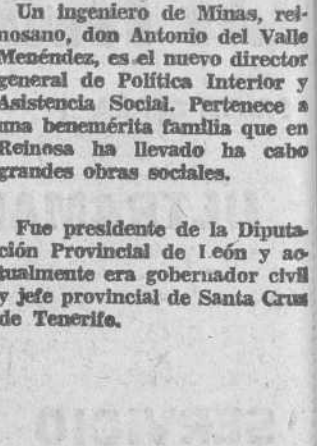 Un ingeniero de Minas, rei-
nosano, don Antonio del Valle
Menéndez, es el nuevo director
general de Política Interior y
Asistencia Social. Pertenece a
una benemérita familia que en
Reinosa ha llevado ha cabo
grandes obras sociales.
Fue presidente de la Diputa-
ción Provincial de León y ac-
tualmente era gobernador civil
y jefe provincial de Santa Cruz
de Tenerife.